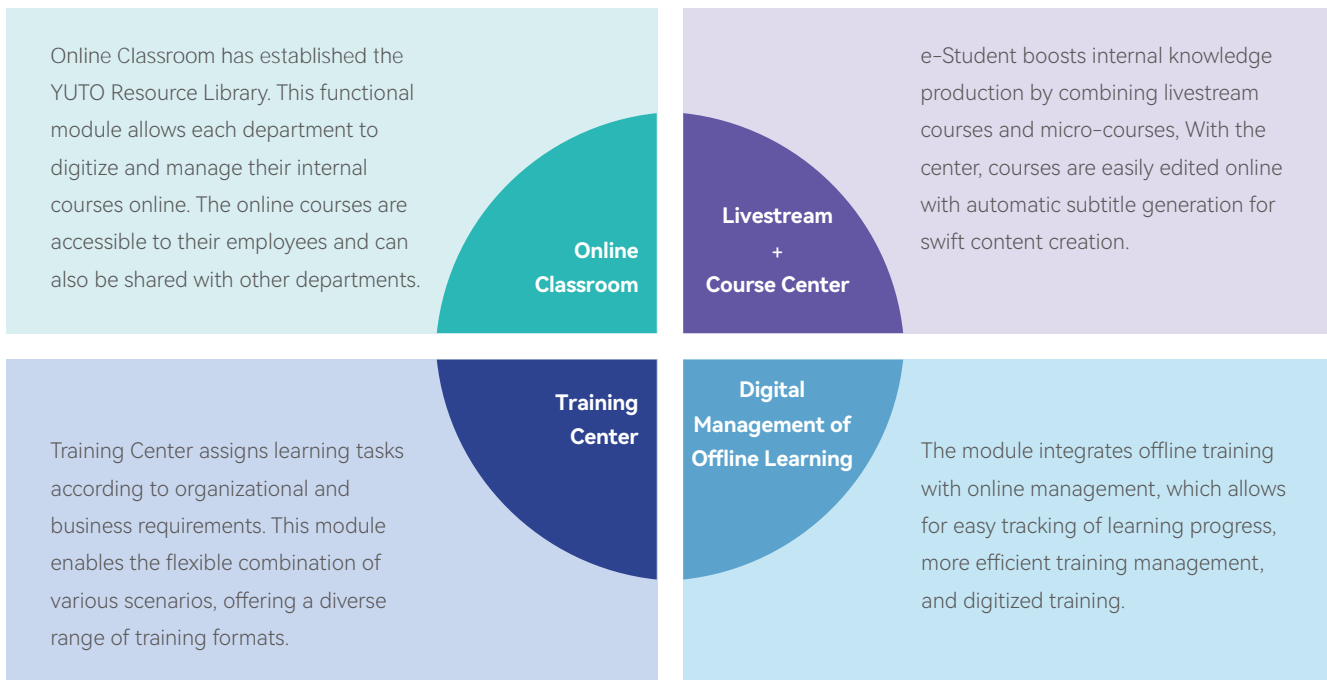 Online Classroom has established the
YUTO Resource Library. This functional
module allows each department to
digitize and manage their internal
courses online. The online courses are
accessible to their employees and can
also be shared with other departments.
Online
Classroom
Livestream
+
Course Center
e-Student boosts internal knowledge
production by combining livestream
courses and micro-courses, With the
center, courses are easily edited online
with automatic subtitle generation for
swift content creation.
Training
Center
Training Center assigns learning tasks
according to organizational and
business requirements. This module
enables the flexible combination of
various scenarios, offering a diverse
range of training formats.
Digital
Management of
Offline Learning
The module integrates offline training
with online management, which allows
for easy tracking of learning progress,
more efficient training management,
and digitized training.